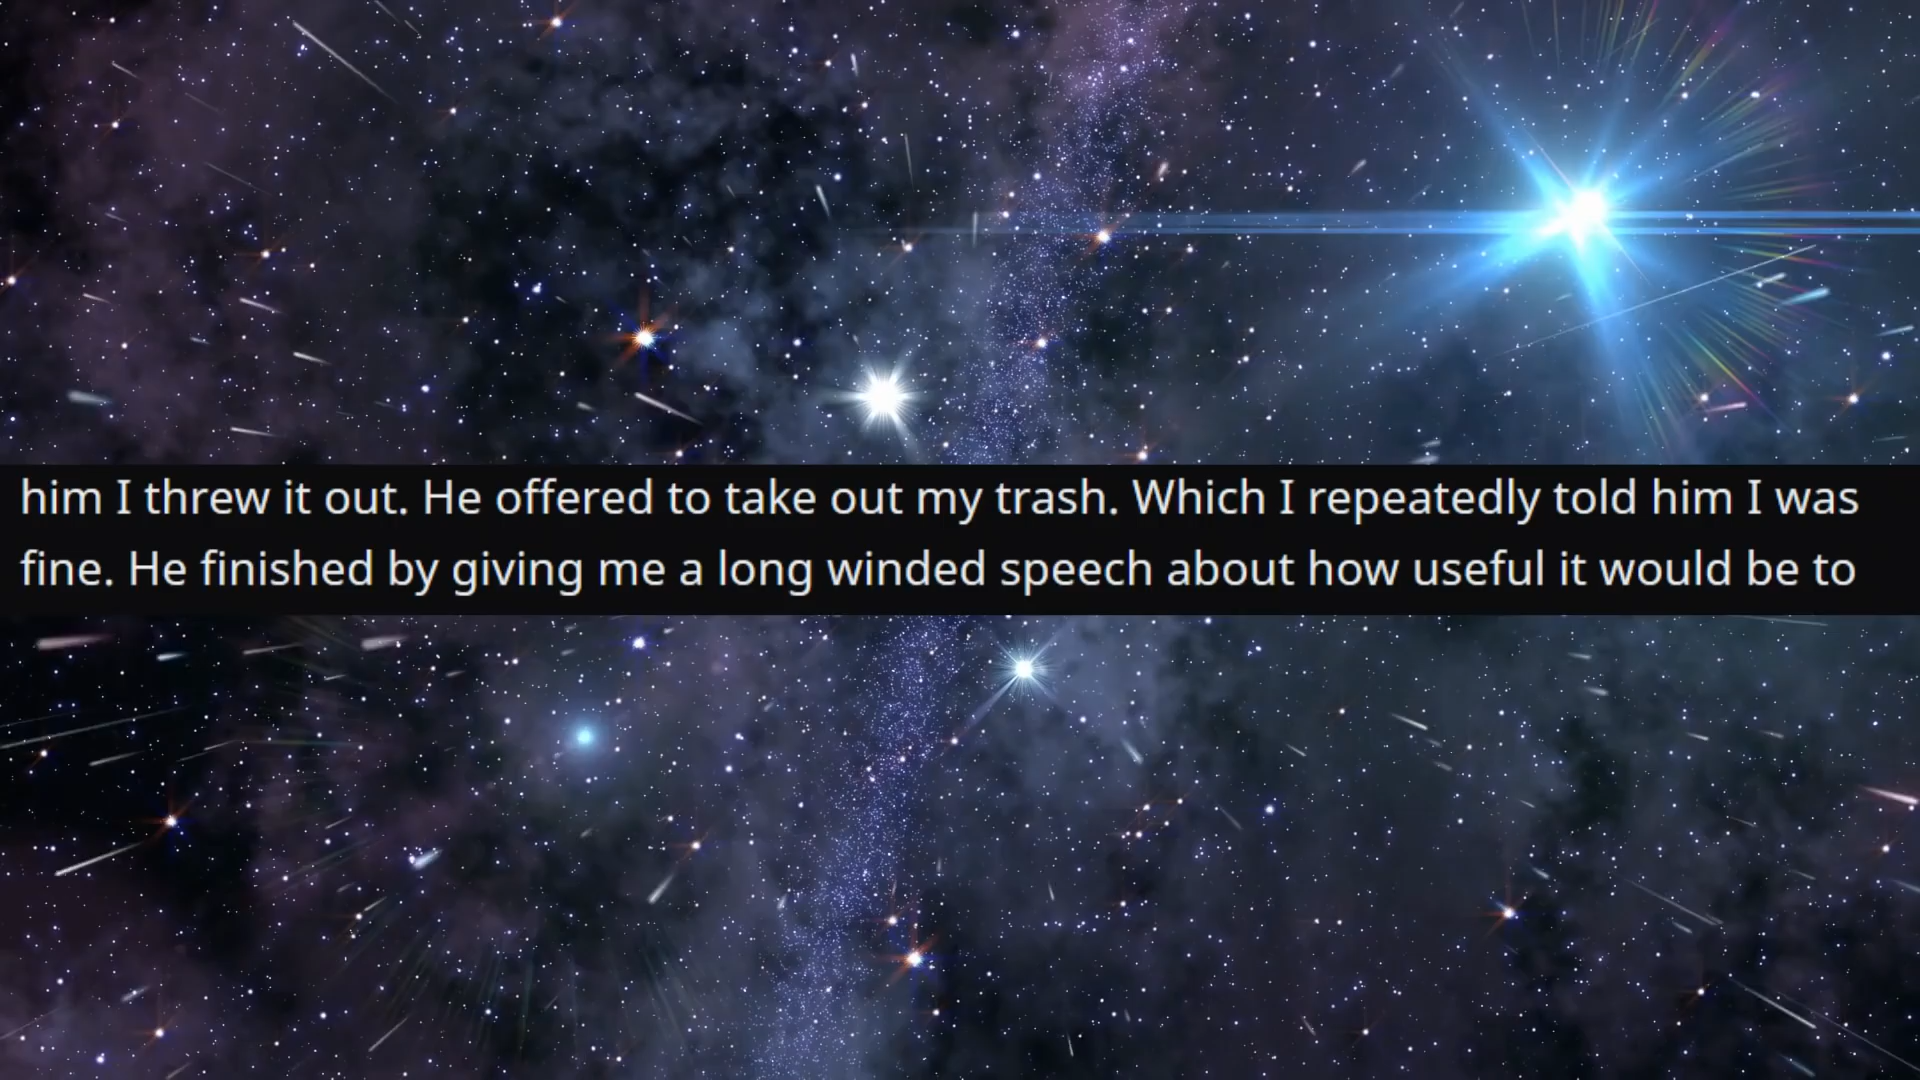 him I threw it out. He offered to take out my trash. Which I repeatedly told him I was
fine. He finished by giving me a long winded speech about how useful it would be to